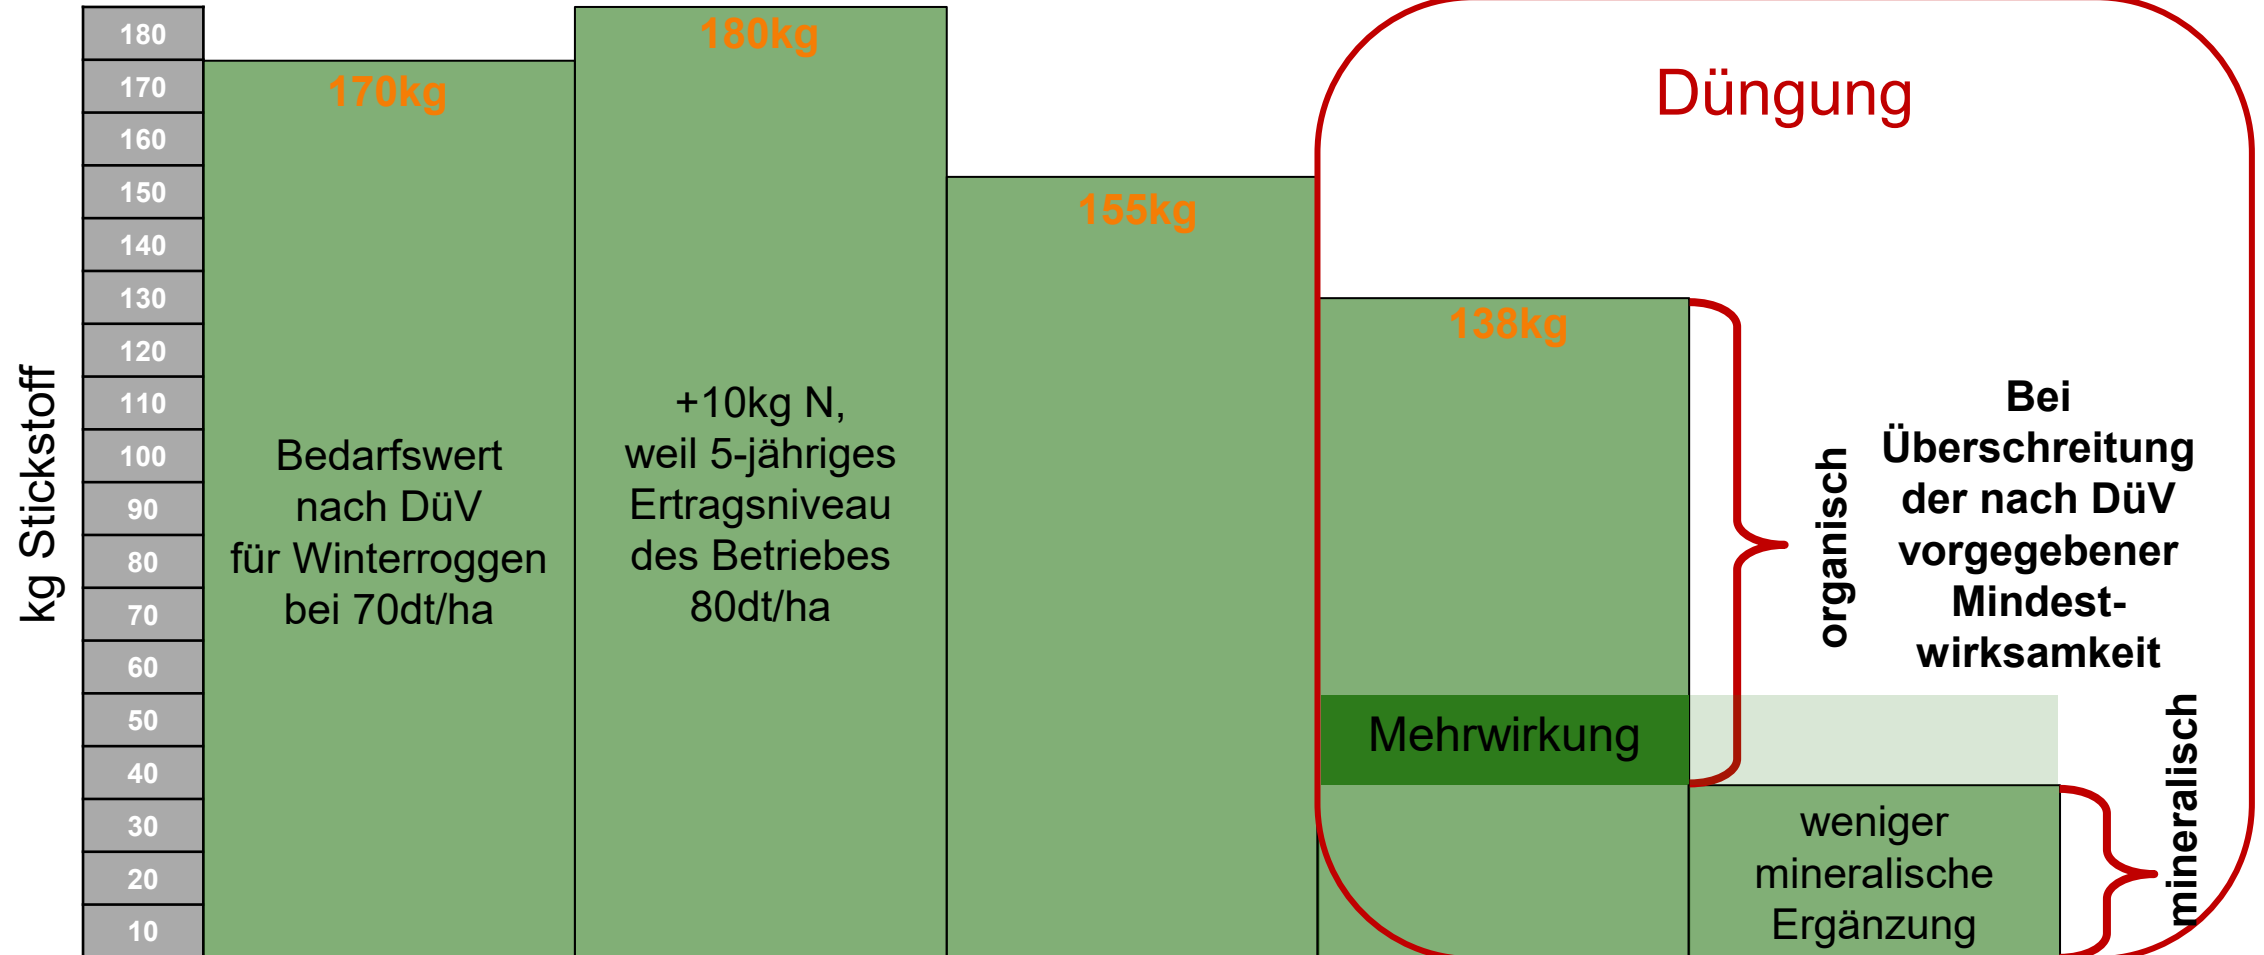 kg Stickstoff
180
170
160
150
140
130
120
110
100
90
80
70
60
50
40
30
20
10
170kg
Bedarfswert
nach DüV
für Winterroggen
bei 70dt/ha
180kg
+10kg N,
weil 5-jähriges
Ertragsniveau
des Betriebes
80dt/ha
155kg
Düngung
138kg
Mehrwirkung
organisch
Bei
Überschreitung
der nach DüV
vorgegebener
Mindest-
wirksamkeit
weniger
mineralische
Ergänzung
mineralisch